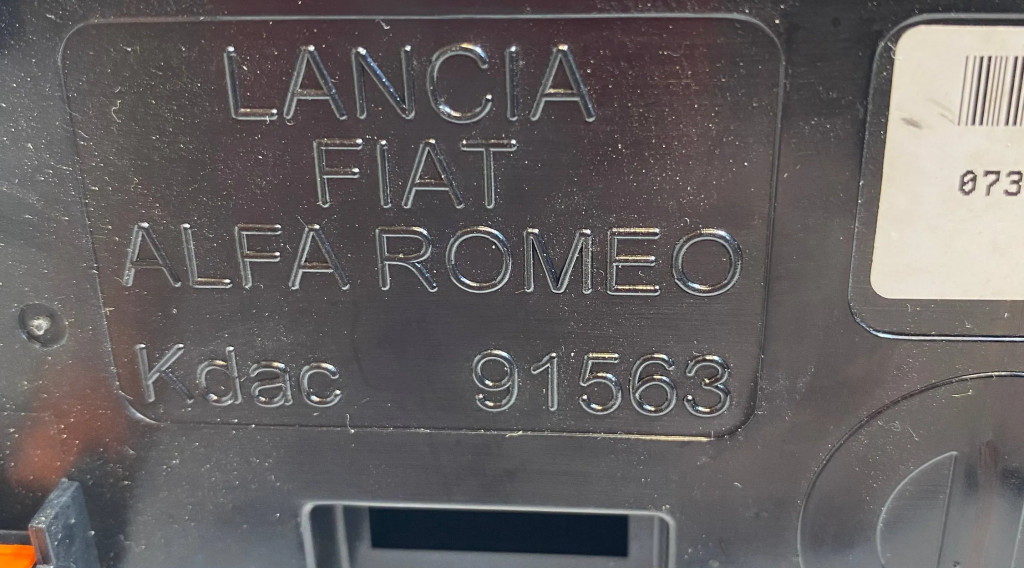 LANCIA
FIAT
ALFA ROMEO
Kdac 91563
073